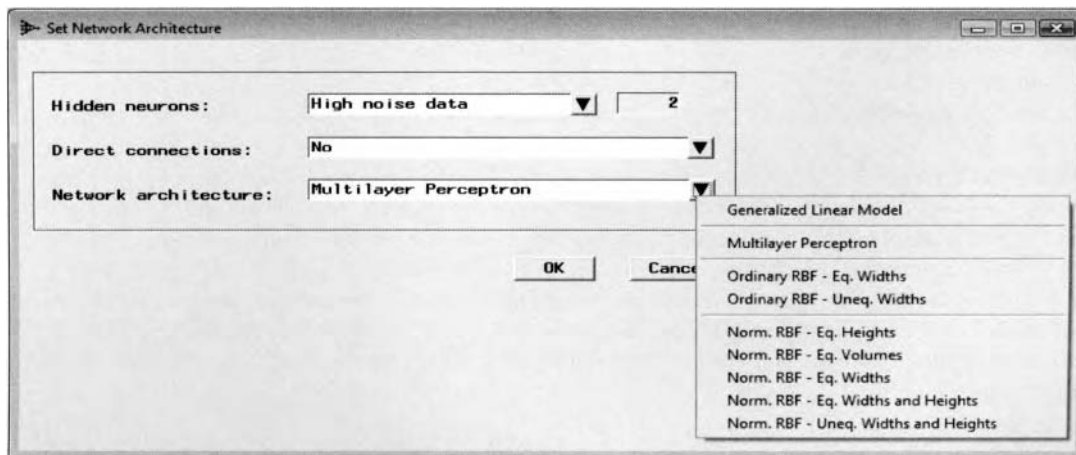 Set Network Architecture
Hidden neurons: High noise data 2
Direct connections: No
Network architecture: Multilayer Perceptron
Generalized Linear Model
Multilayer Perceptron
OK Cance
Ordinary RBF - Eq. Widths
Ordinary RBF - Uneq. Widths
Norm. RBF - Eq. Heights
Norm. RBF - Eq. Volumes
Norm. RBF - Eq. Widths
Norm. RBF - Eq. Widths and Heights
Norm. RBF - Uneq. Widths and Heights